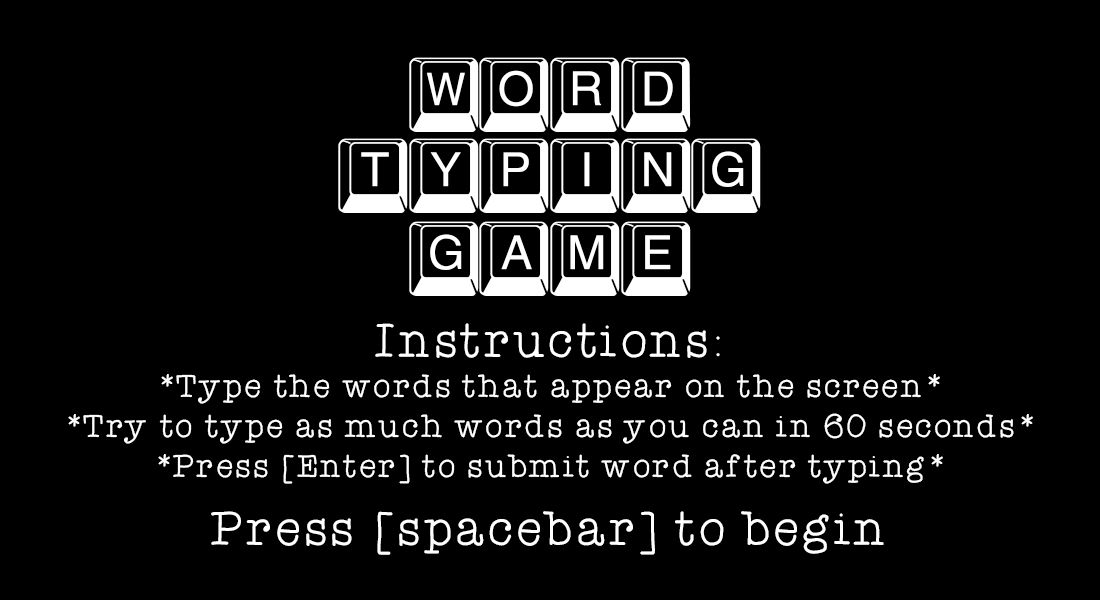 WORD
TYPING
GAME
Instructions:
*Type the words that appear on the screen*
*Try to type as much words as you can in 60 seconds*
*Press [Enter] to submit word after typing*
Press [spacebar] to begin